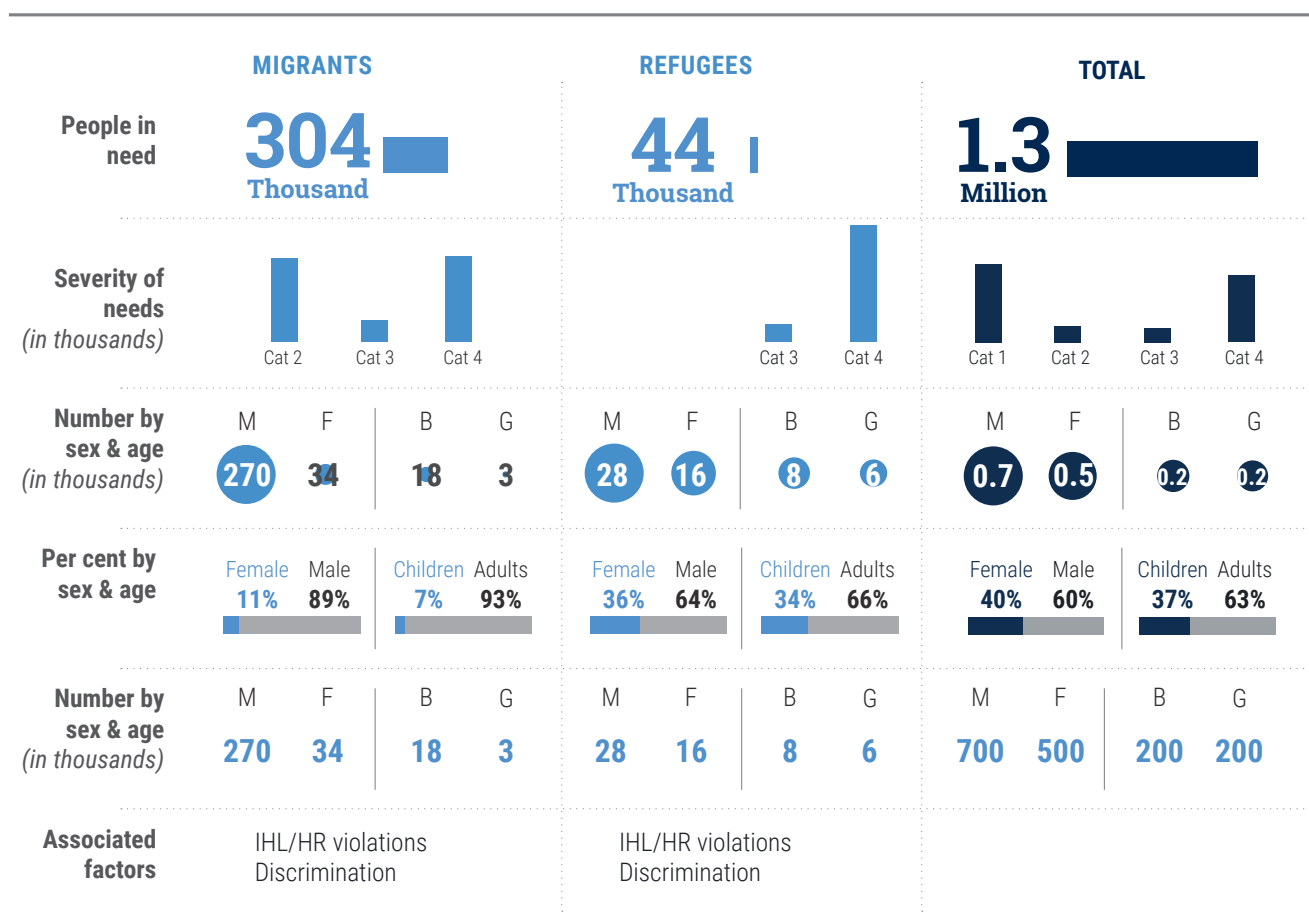 MIGRANTS REFUGEES TOTAL
People in need
304 Thousand
44 Thousand
1.3 Million
Severity of needs (in thousands)
Cat 2 Cat 3 Cat 4
Cat 3 Cat 4
Cat 1 Cat 2 Cat 3 Cat 4
Number by sex & age (in thousands)
M F B G M F B G M F B G
270 34 18 3 28 16 8 6 0.7 0.5 0.2 0.2
Per cent by sex & age
Female Male Children Adults Female Male Children Adults Female Male Children Adults
11% 89% 7% 93% 36% 64% 34% 66% 40% 60% 37% 63%
Number by sex & age (in thousands)
M F B G M F B G M F B G
270 34 18 3 28 16 8 6 700 500 200 200
Associated factors
IHL/HR violations
Discrimination
IHL/HR violations
Discrimination